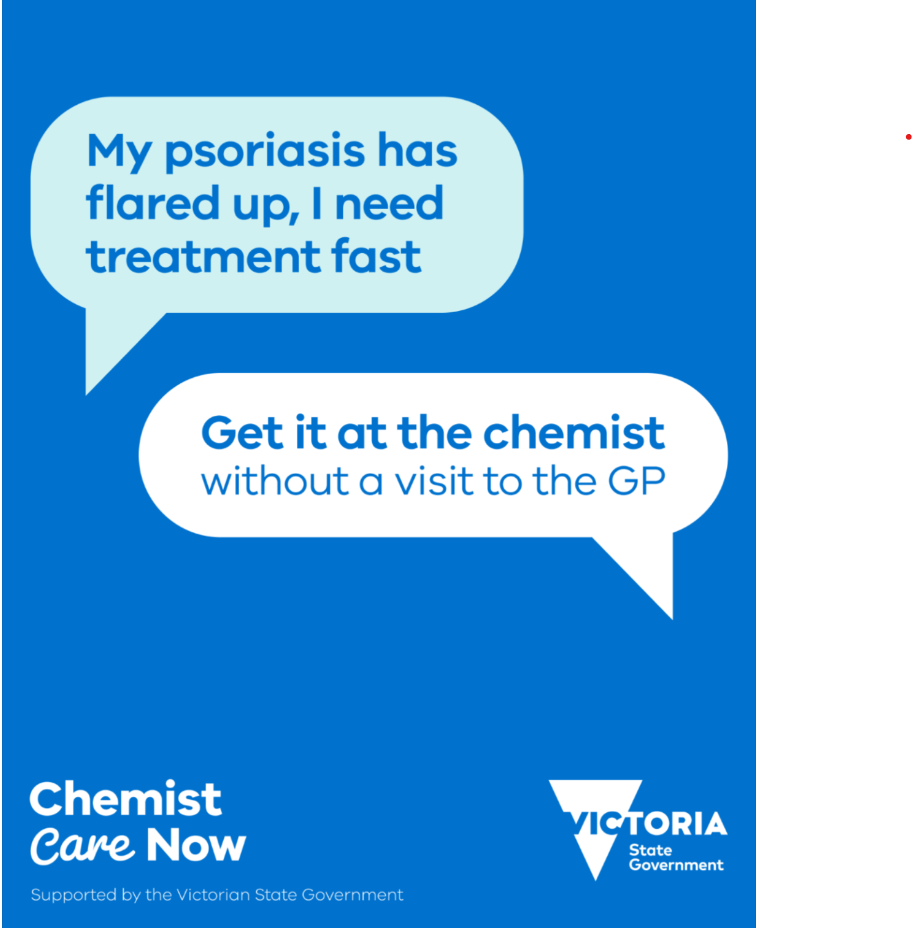 My psoriasis has
flared up, I need
treatment fast
Get it at the chemist
without a visit to the GP
Chemist
Care Now
Supported by the Victorian State Government
VICTORIA
State
Government